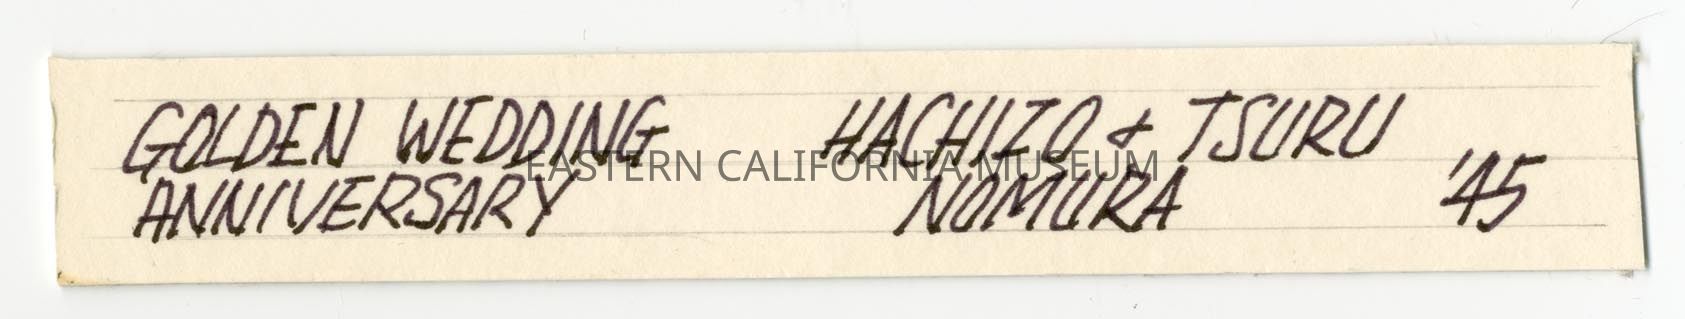 GOLDEN WEDDING HACHIZO & TSURU
EASTERN CALIFORNIA MUSEUM
ANNIVERSARY NOMURA '45